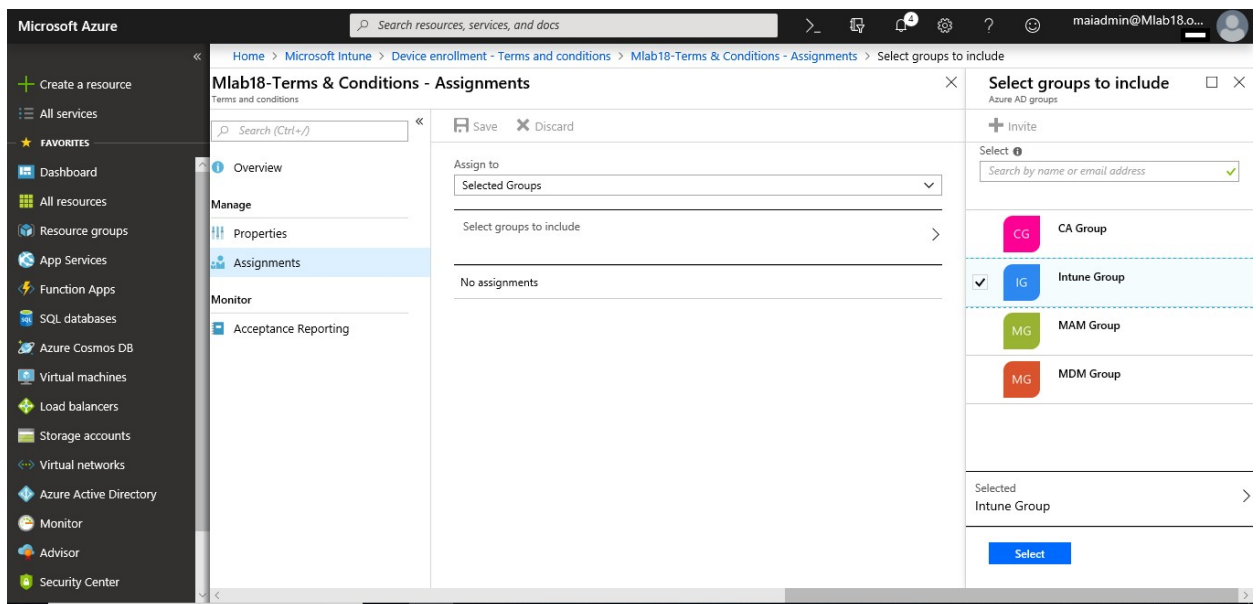 Microsoft Azure
Search resources, services, and docs
4
maiadmin@Mlab18.o...
Home > Microsoft Intune > Device enrollment - Terms and conditions > Mlab18-Terms & Conditions - Assignments > Select groups to include
Create a resource
All services
FAVORITES
Dashboard
All resources
Resource groups
App Services
Function Apps
SQL databases
Azure Cosmos DB
Virtual machines
Load balancers
Storage accounts
Virtual networks
Azure Active Directory
Monitor
Advisor
Security Center
Mlab18-Terms & Conditions - Assignments
Terms and conditions
Search (Ctrl+/)
Overview
Manage
Properties
Assignments
Monitor
Acceptance Reporting
Save Discard
Assign to
Selected Groups
Select groups to include
No assignments
Select groups to include
Azure AD groups
Invite
Select
Search by name or email address
CG CA Group
IG Intune Group
MG MAM Group
MG MDM Group
Selected
Intune Group
Select